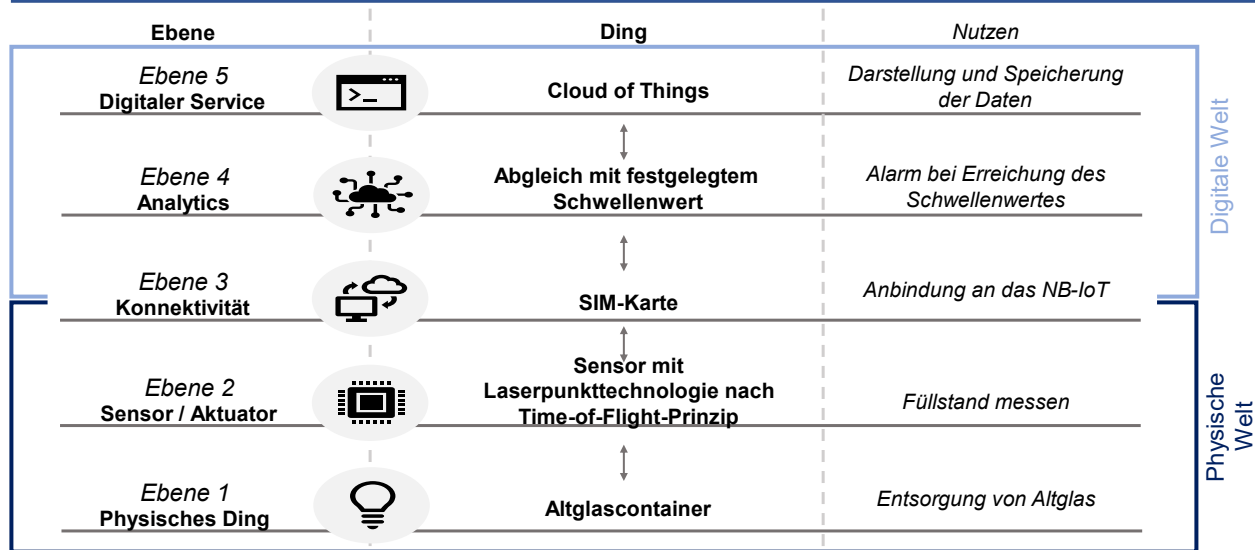 Ebene
Ding
Nutzen
Ebene 5
Digitaler Service
>_
Cloud of Things
Darstellung und Speicherung
der Daten
Ebene 4
Analytics
Abgleich mit festgelegtem
Schwellenwert
Alarm bei Erreichung des
Schwellenwertes
Ebene 3
Konnektivität
SIM-Karte
Anbindung an das NB-IoT
Ebene 2
Sensor / Aktuator
Sensor mit
Laserpunkttechnologie nach
Time-of-Flight-Prinzip
Füllstand messen
Ebene 1
Physisches Ding
Altglascontainer
Entsorgung von Altglas
Digitale Welt
Physische
Welt